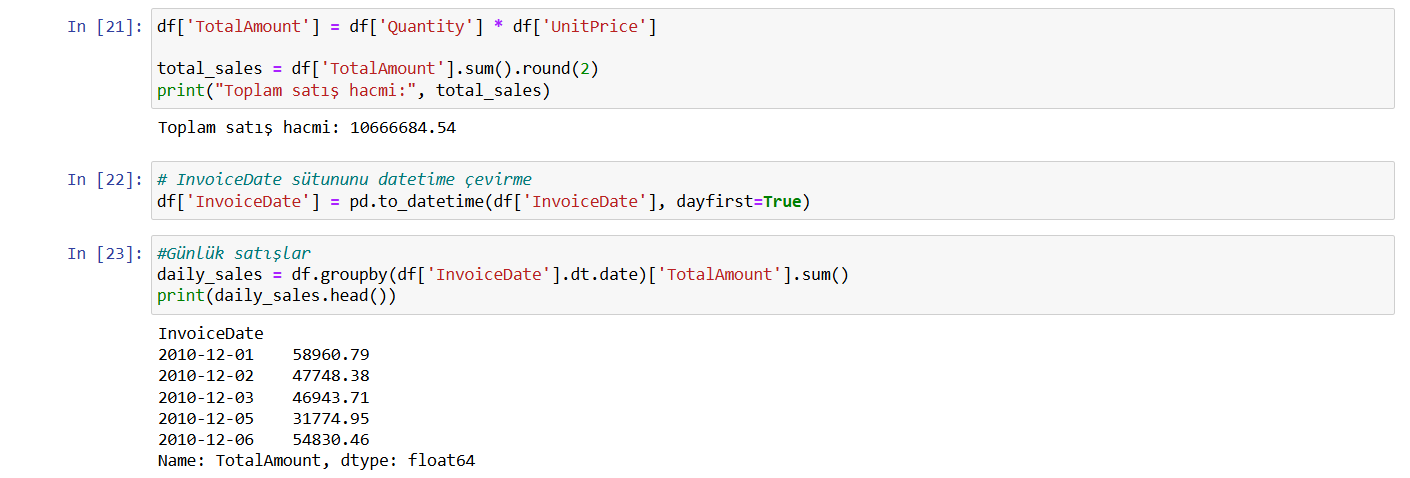 In [21]: df['TotalAmount'] = df['Quantity'] * df['UnitPrice']
total_sales = df['TotalAmount'].sum().round(2)
print("Toplam satış hacmi:", total_sales)
Toplam satış hacmi: 10666684.54
In [22]: # InvoiceDate sütununu datetime çevirme
df['InvoiceDate'] = pd.to_datetime(df['InvoiceDate'], dayfirst=True)
In [23]: #Günlük satışlar
daily_sales = df.groupby(df['InvoiceDate'].dt.date)['TotalAmount'].sum()
print(daily_sales.head())
InvoiceDate
2010-12-01    58960.79
2010-12-02    47748.38
2010-12-03    46943.71
2010-12-05    31774.95
2010-12-06    54830.46
Name: TotalAmount, dtype: float64